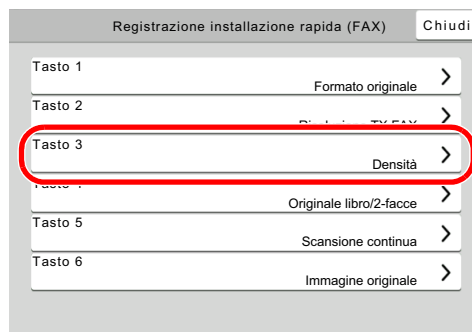 Registrazione installazione rapida (FAX)
Chiudi
Tasto 1
Formato originale
Tasto 2
Tasto 3
Densità
Originale libro/2-facce
Tasto 5
Scansione continua
Tasto 6
Immagine originale